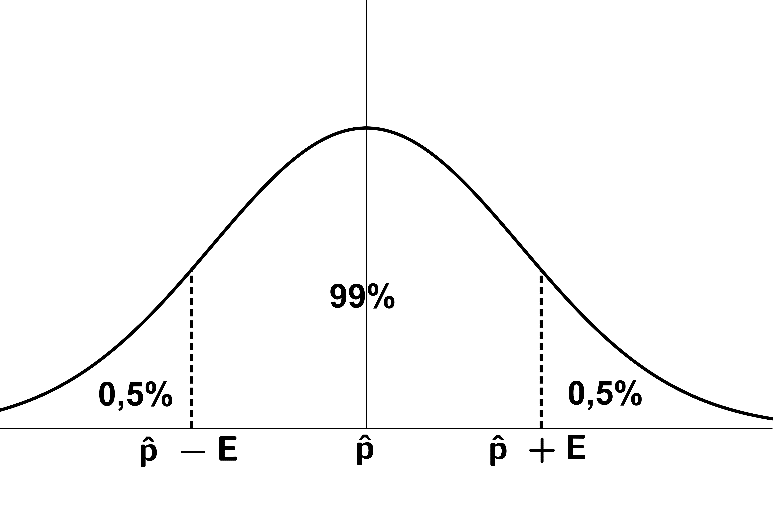 99%
0,5%
0,5%
p̂ − E
p̂
p̂ + E